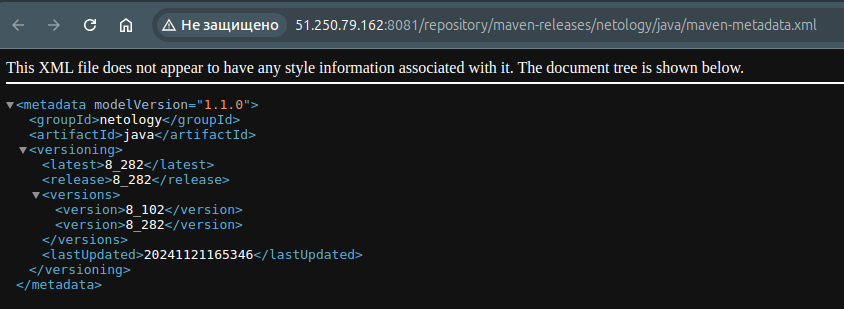 Не защищено 51.250.79.162:8081/repository/maven-releases/netology/java/maven-metadata.xml
This XML file does not appear to have any style information associated with it. The document tree is shown below.
<metadata modelVersion="1.1.0">
<groupId>netology</groupId>
<artifactId>java</artifactId>
<versioning>
<latest>8_282</latest>
<release>8_282</release>
<versions>
<version>8_102</version>
<version>8_282</version>
</versions>
<lastUpdated>20241121165346</lastUpdated>
</versioning>
</metadata>